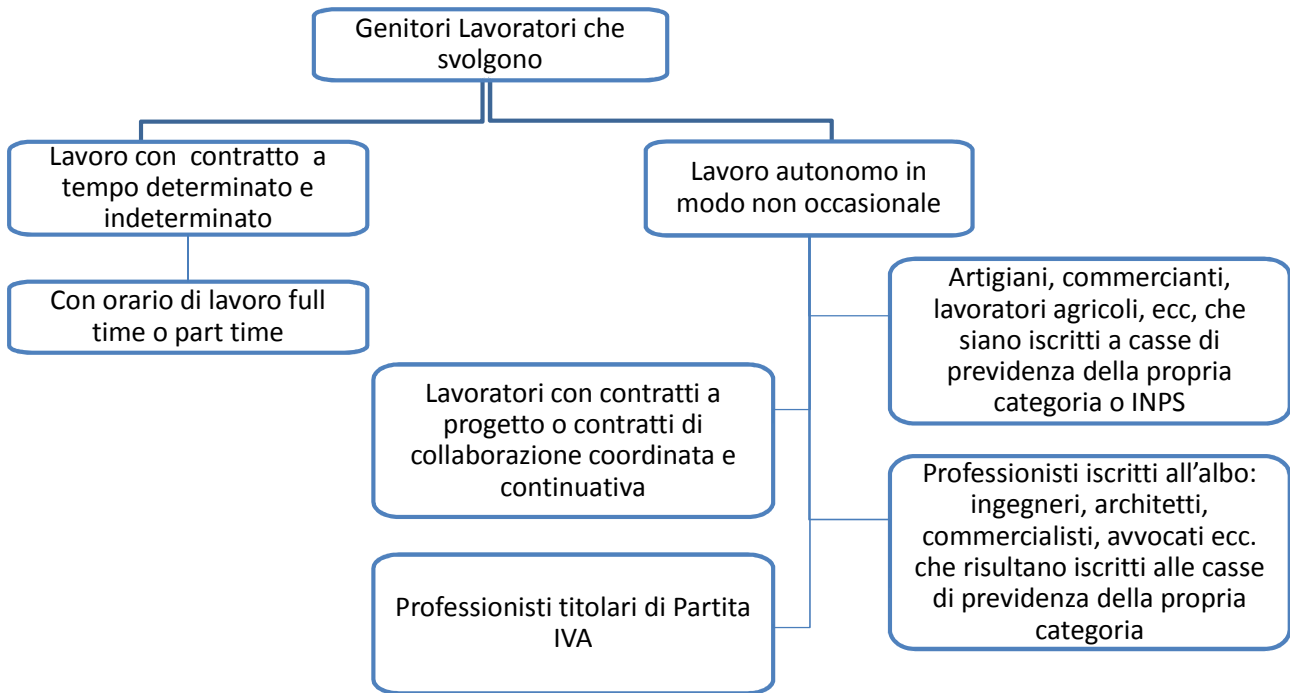 Genitori Lavoratori che
svolgono
Lavoro con contratto a
tempo determinato e
indeterminato
Lavoro autonomo in
modo non occasionale
Con orario di lavoro full
time o part time
Artigiani, commercianti,
lavoratori agricoli, ecc, che
siano iscritti a casse di
previdenza della propria
categoria o INPS
Lavoratori con contratti a
progetto o contratti di
collaborazione coordinata e
continuativa
Professionisti iscritti all’albo:
ingegneri, architetti,
commercialisti, avvocati ecc.
che risultano iscritti alle casse
di previdenza della propria
categoria
Professionisti titolari di Partita
IVA